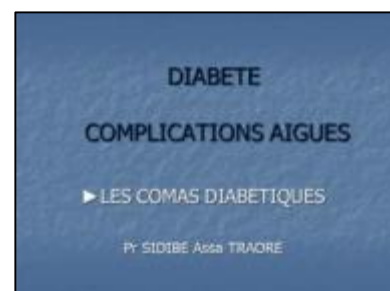 DIABETE
COMPLICATIONS AIGUES
►LES COMAS DIABETIQUES
Pr SIDIBE Assa TRAORE